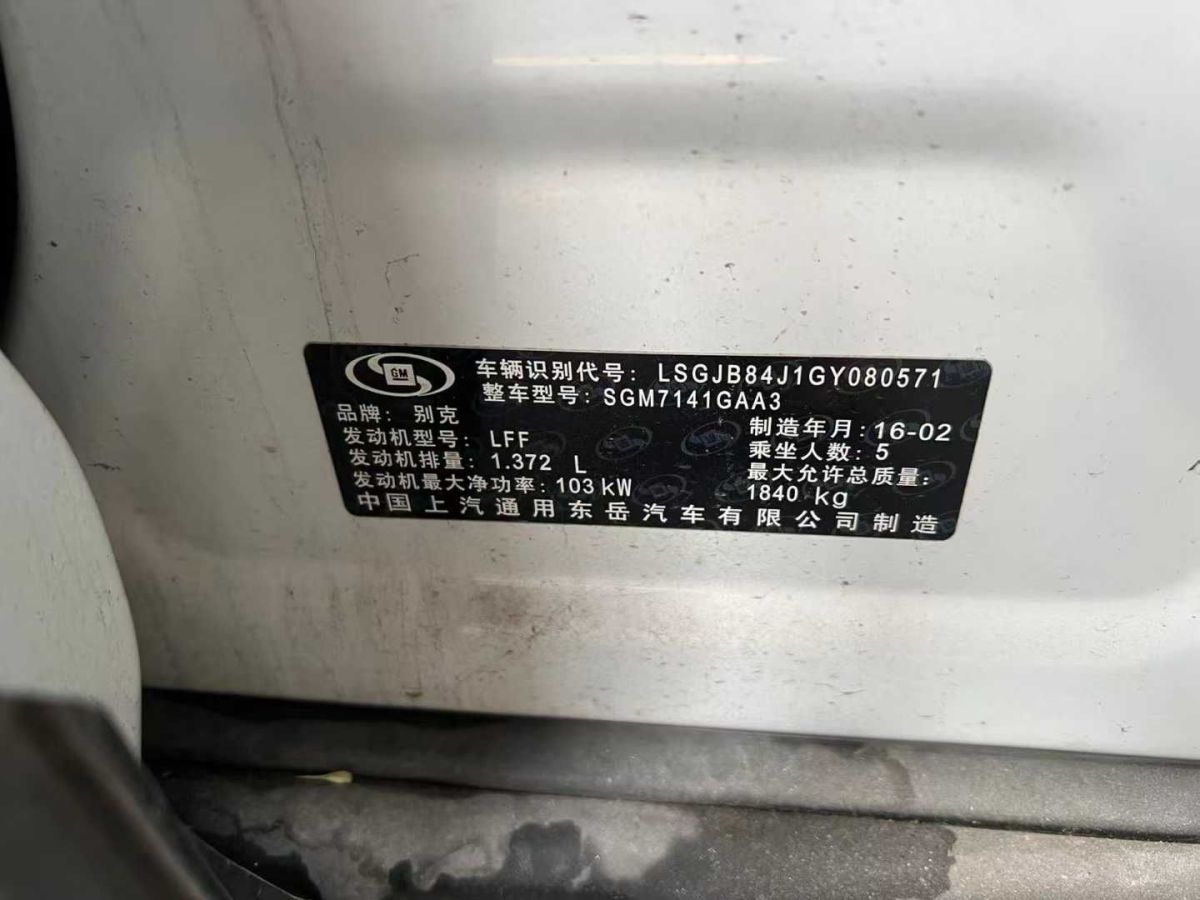 GM
车辆识别代号: LSGJB84J1GY080571
整车型号: SGM7141GAA3
品牌: 别克
制造年月: 16-02
发动机型号: LFF
乘坐人数: 5
发动机排量: 1.372 L
最大允许总质量:
发动机最大净功率: 103 kW
1840 kg
中国上汽通用东岳汽车有限公司制造